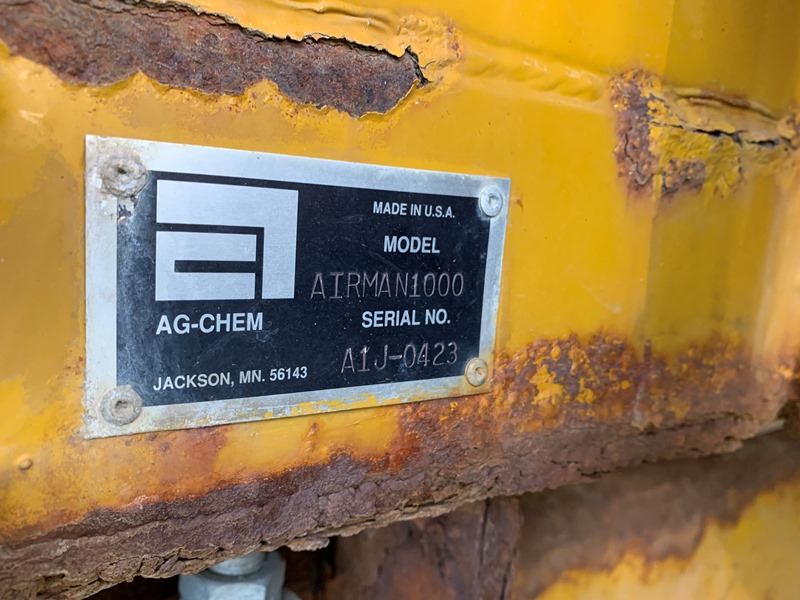 MADE IN U.S.A.
MODEL
AIRMAN1000
AG-CHEM
SERIAL NO.
A1J-0423
JACKSON, MN. 56143